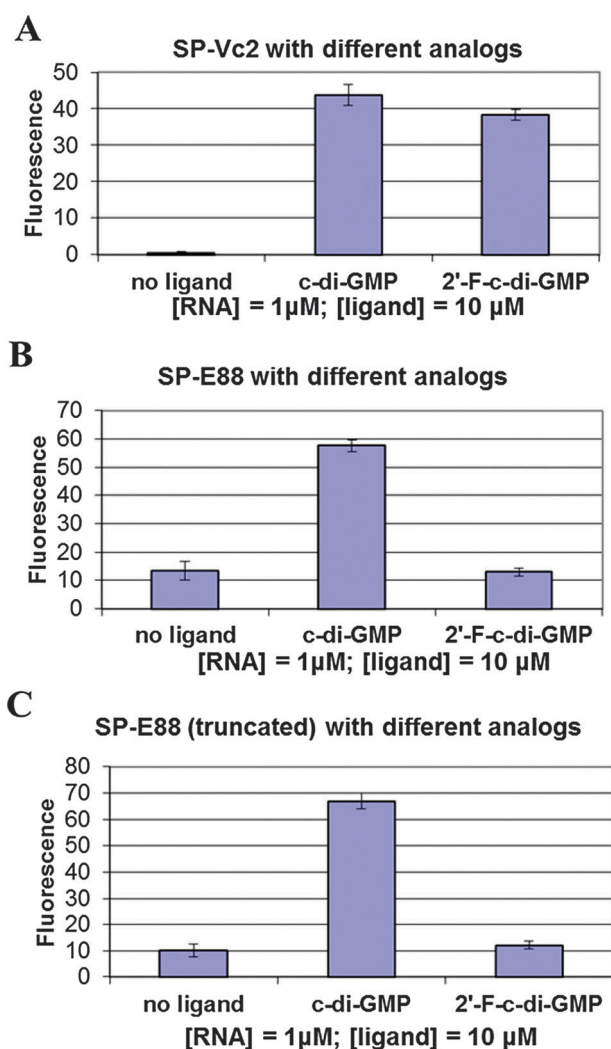 A
SP-Vc2 with different analogs
Fluorescence
50
40
30
20
10
0
no ligand c-di-GMP 2'-F-c-di-GMP
[RNA] = 1µM; [ligand] = 10 µM
B
SP-E88 with different analogs
Fluorescence
70
60
50
40
30
20
10
0
no ligand c-di-GMP 2'-F-c-di-GMP
[RNA] = 1µM; [ligand] = 10 µM
C
SP-E88 (truncated) with different analogs
Fluorescence
80
70
60
50
40
30
20
10
0
no ligand c-di-GMP 2'-F-c-di-GMP
[RNA] = 1µM; [ligand] = 10 µM